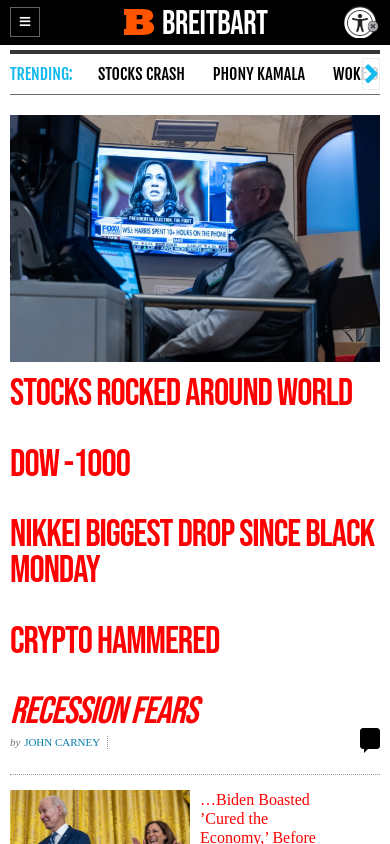 BREITBART
TRENDING:
STOCKS CRASH
PHONY KAMALA
PRESIDENTIAL ELECTION, THE FIGHT
WSJ: HARRIS SPENT 10+ HOURS ON THE PHONE
STOCKS ROCKED AROUND WORLD
DOW -1000
NIKKEI BIGGEST DROP SINCE BLACK
MONDAY
CRYPTO HAMMERED
RECESSION FEARS
by JOHN CARNEY
…Biden Boasted
’Cured the
Economy,’ Before